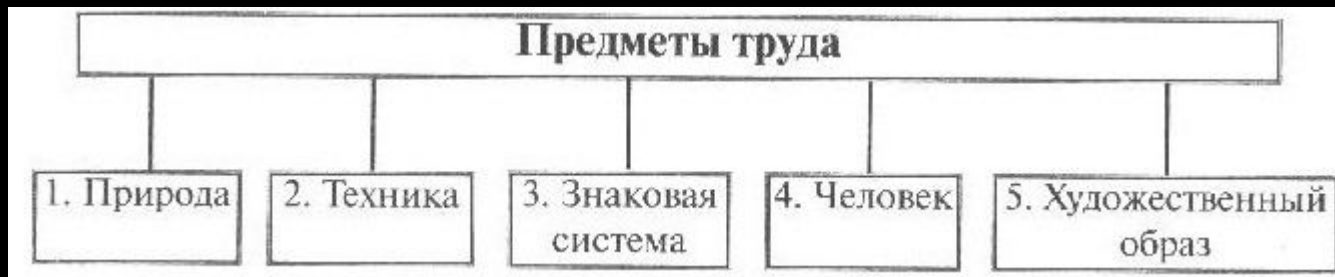 Предметы труда
1. Природа
2. Техника
3. Знаковая
система
4. Человек
5. Художественный
образ